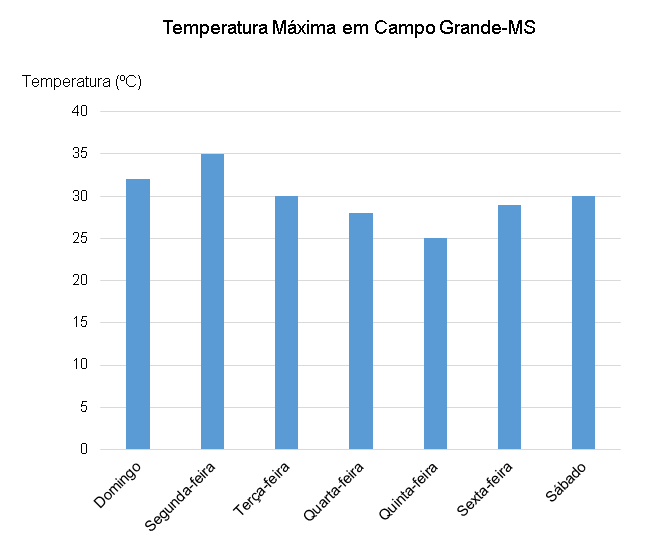 Temperatura Máxima em Campo Grande-MS
Temperatura (ºC)
40
35
30
25
20
15
10
5
0
Domingo
Segunda-feira
Terça-feira
Quarta-feira
Quinta-feira
Sexta-feira
Sábado